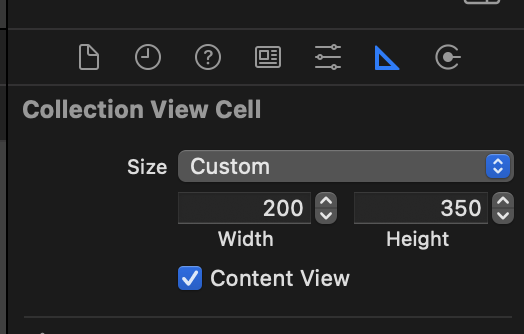 Collection View Cell
Size Custom
200 350
Width Height
Content View